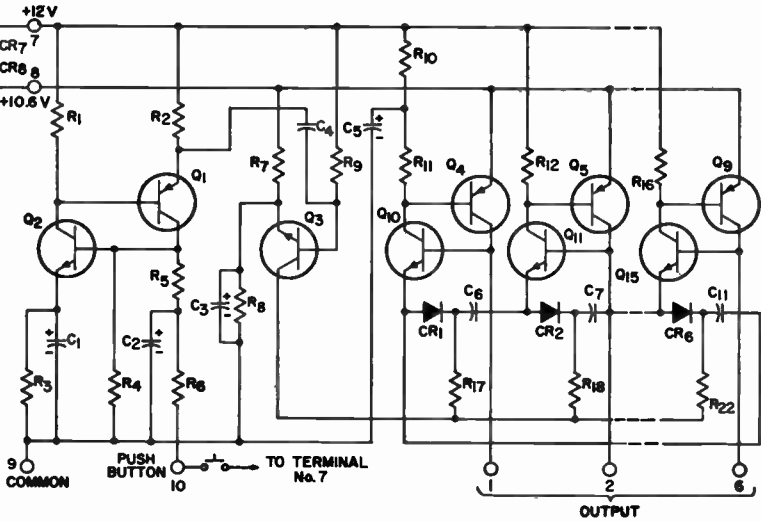 +12V
CR7 7
CR8 8
+10.6V
R1
R2
C4
C5
+
-
R10
R7
R9
R11
Q4
R12
Q5
R16
Q9
Q1
Q2
Q3
Q10
Q11
Q15
R5
C3
+
-
R8
C6
C7
C11
CR1
CR2
CR6
+
C1
-
C2
+
-
R3
R4
R6
R17
R18
R22
9
COMMON
PUSH
BUTTON
10
TO TERMINAL
No. 7
1
2
6
OUTPUT